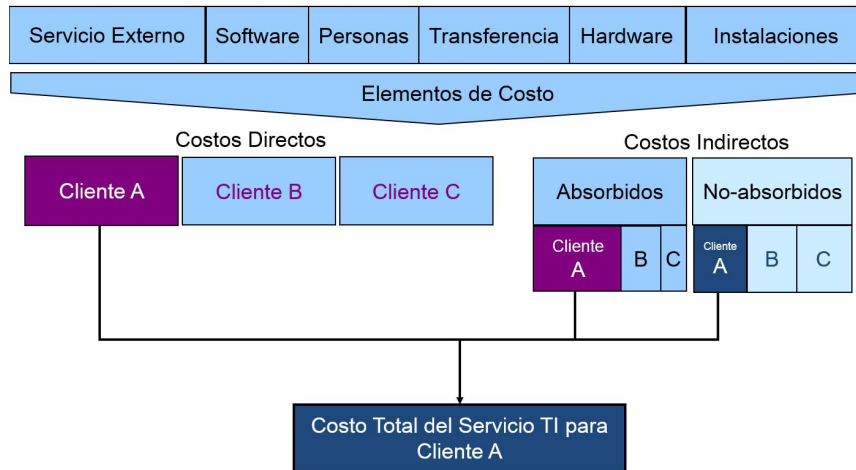 Servicio Externo
Software
Personas
Transferencia
Hardware
Instalaciones
Elementos de Costo
Costos Directos
Costos Indirectos
Cliente A
Cliente B
Cliente C
Absorbidos
No-absorbidos
Cliente
A
B
C
Cliente
A
B
C
Costo Total del Servicio TI para
Cliente A